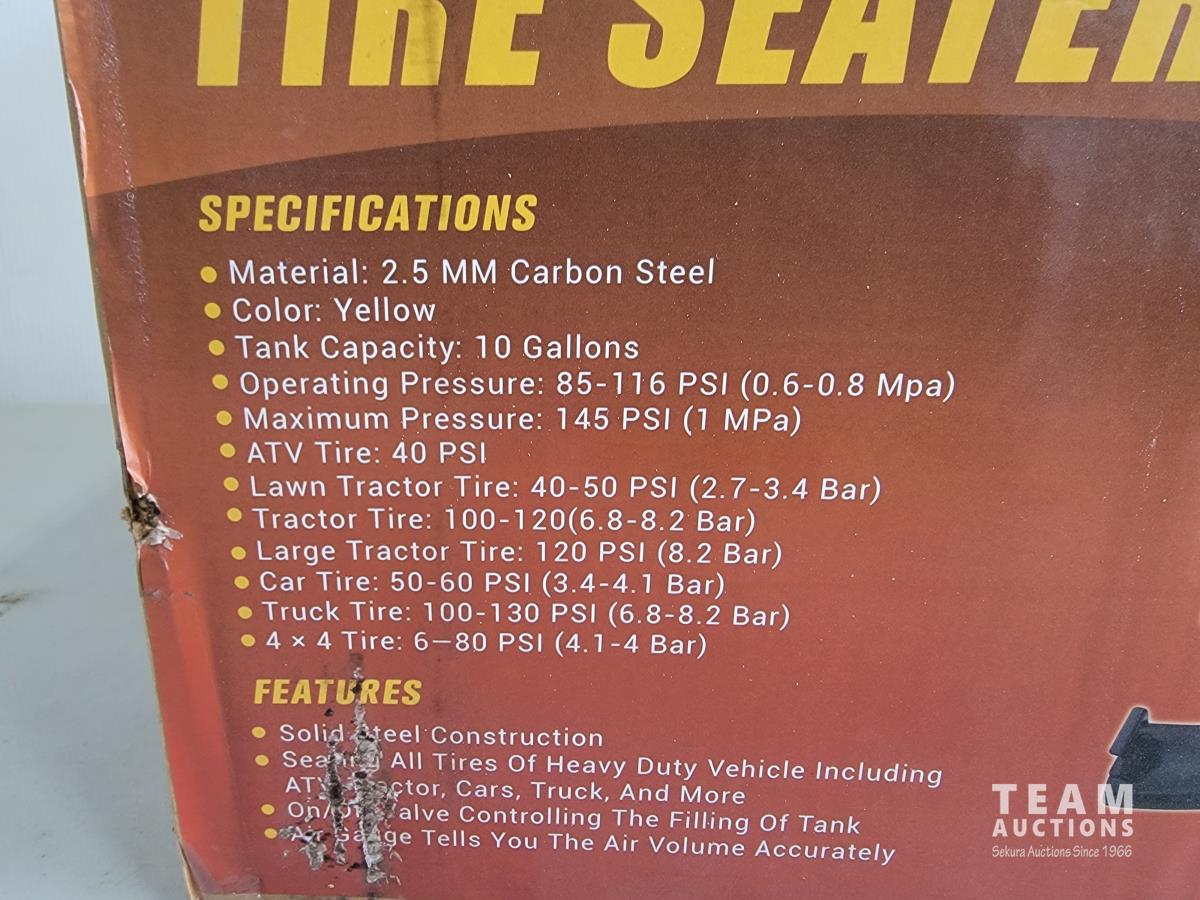 TIRE SEATER
SPECIFICATIONS
Material: 2.5 MM Carbon Steel
Color: Yellow
Tank Capacity: 10 Gallons
Operating Pressure: 85-116 PSI (0.6-0.8 Mpa)
Maximum Pressure: 145 PSI (1 MPa)
ATV Tire: 40 PSI
Lawn Tractor Tire: 40-50 PSI (2.7-3.4 Bar)
Tractor Tire: 100-120(6.8-8.2 Bar)
Large Tractor Tire: 120 PSI (8.2 Bar)
Car Tire: 50-60 PSI (3.4-4.1 Bar)
Truck Tire: 100-130 PSI (6.8-8.2 Bar)
4 × 4 Tire: 6—80 PSI (4.1-4 Bar)
FEATURES
Solid Steel Construction
All Tires Of Heavy Duty Vehicle Including
Cars, Truck, And More
Controlling The Filling Of Tank
Tells You The Air Volume Accurately
TEAM
AUCTIONS
Sekura Auctions Since 1966